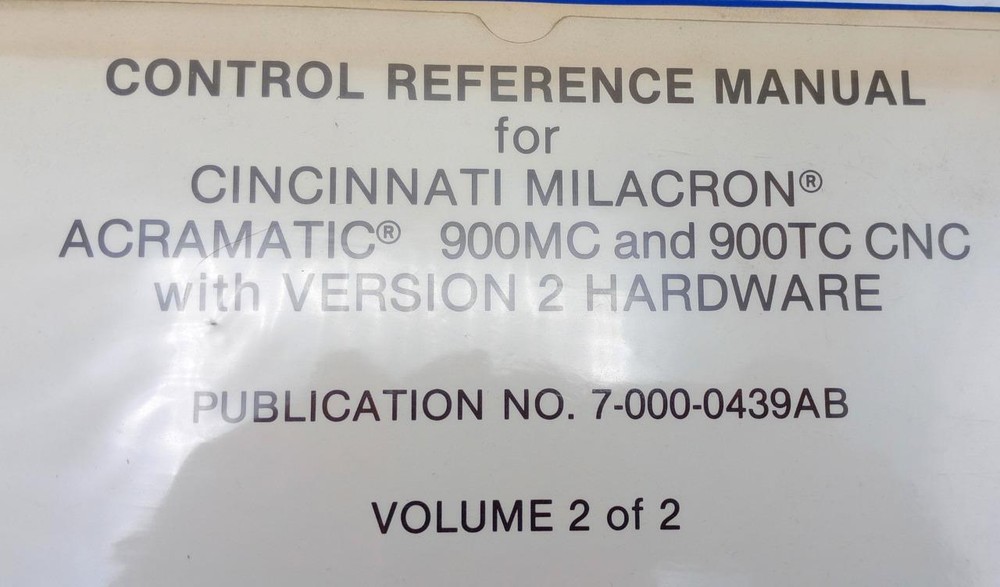 CONTROL REFERENCE MANUAL
for
CINCINNATI MILACRON®
ACRAMATIC® 900MC and 900TC CNC
with VERSION 2 HARDWARE
PUBLICATION NO. 7-000-0439AB
VOLUME 2 of 2